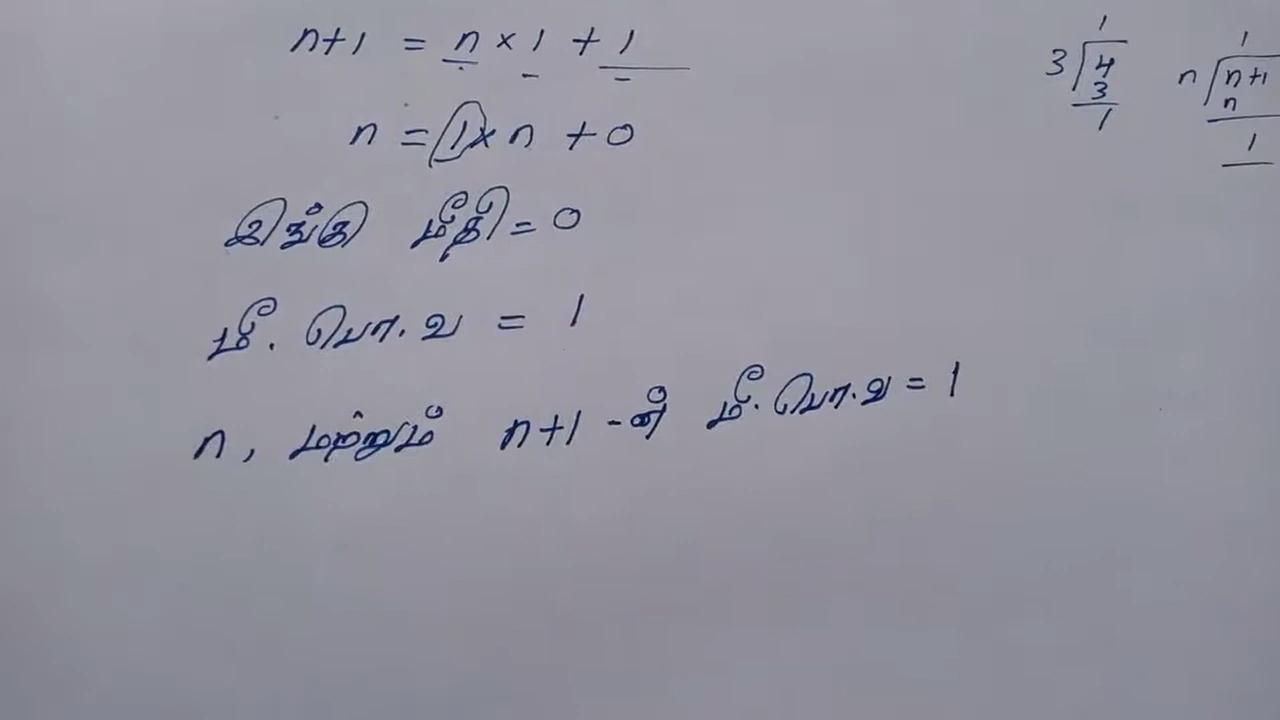 n+1 = n × 1 + 1
n = 1 × n + 0
இங்கு மீதி = 0
மீ. பொ. வ = 1
n, மற்றும் n+1 -ன் மீ. பொ. வ = 1
1
3 4
3
1
1
n n+1
n
1